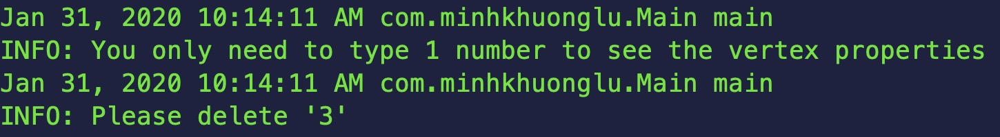 Jan 31, 2020 10:14:11 AM com.minhkhuonglu.Main main
INFO: You only need to type 1 number to see the vertex properties
Jan 31, 2020 10:14:11 AM com.minhkhuonglu.Main main
INFO: Please delete '3'